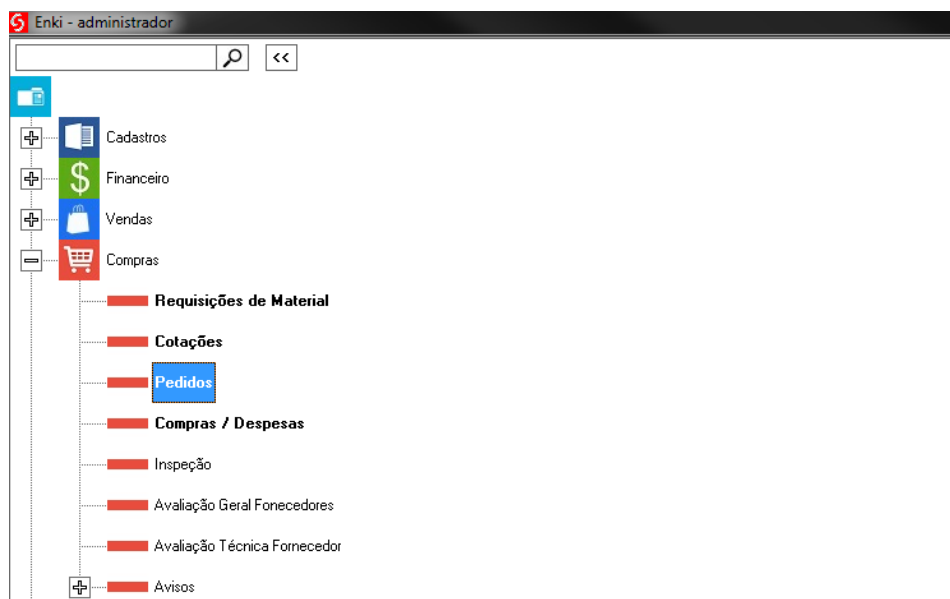 Enki - administrador
<<
Cadastros
Financeiro
Vendas
Compras
Requisições de Material
Cotações
Pedidos
Compras / Despesas
Inspeção
Avaliação Geral Fonecedores
Avaliação Técnica Fornecedor
Avisos